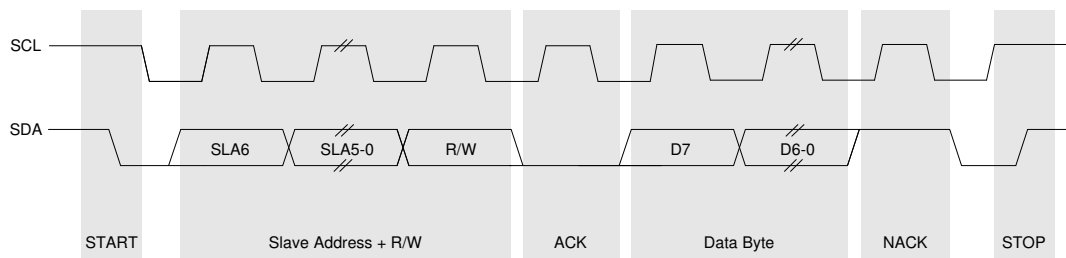 SCL
SDA
SLA6 SLA5-0 R/W D7 D6-0
START Slave Address + R/W ACK Data Byte NACK STOP